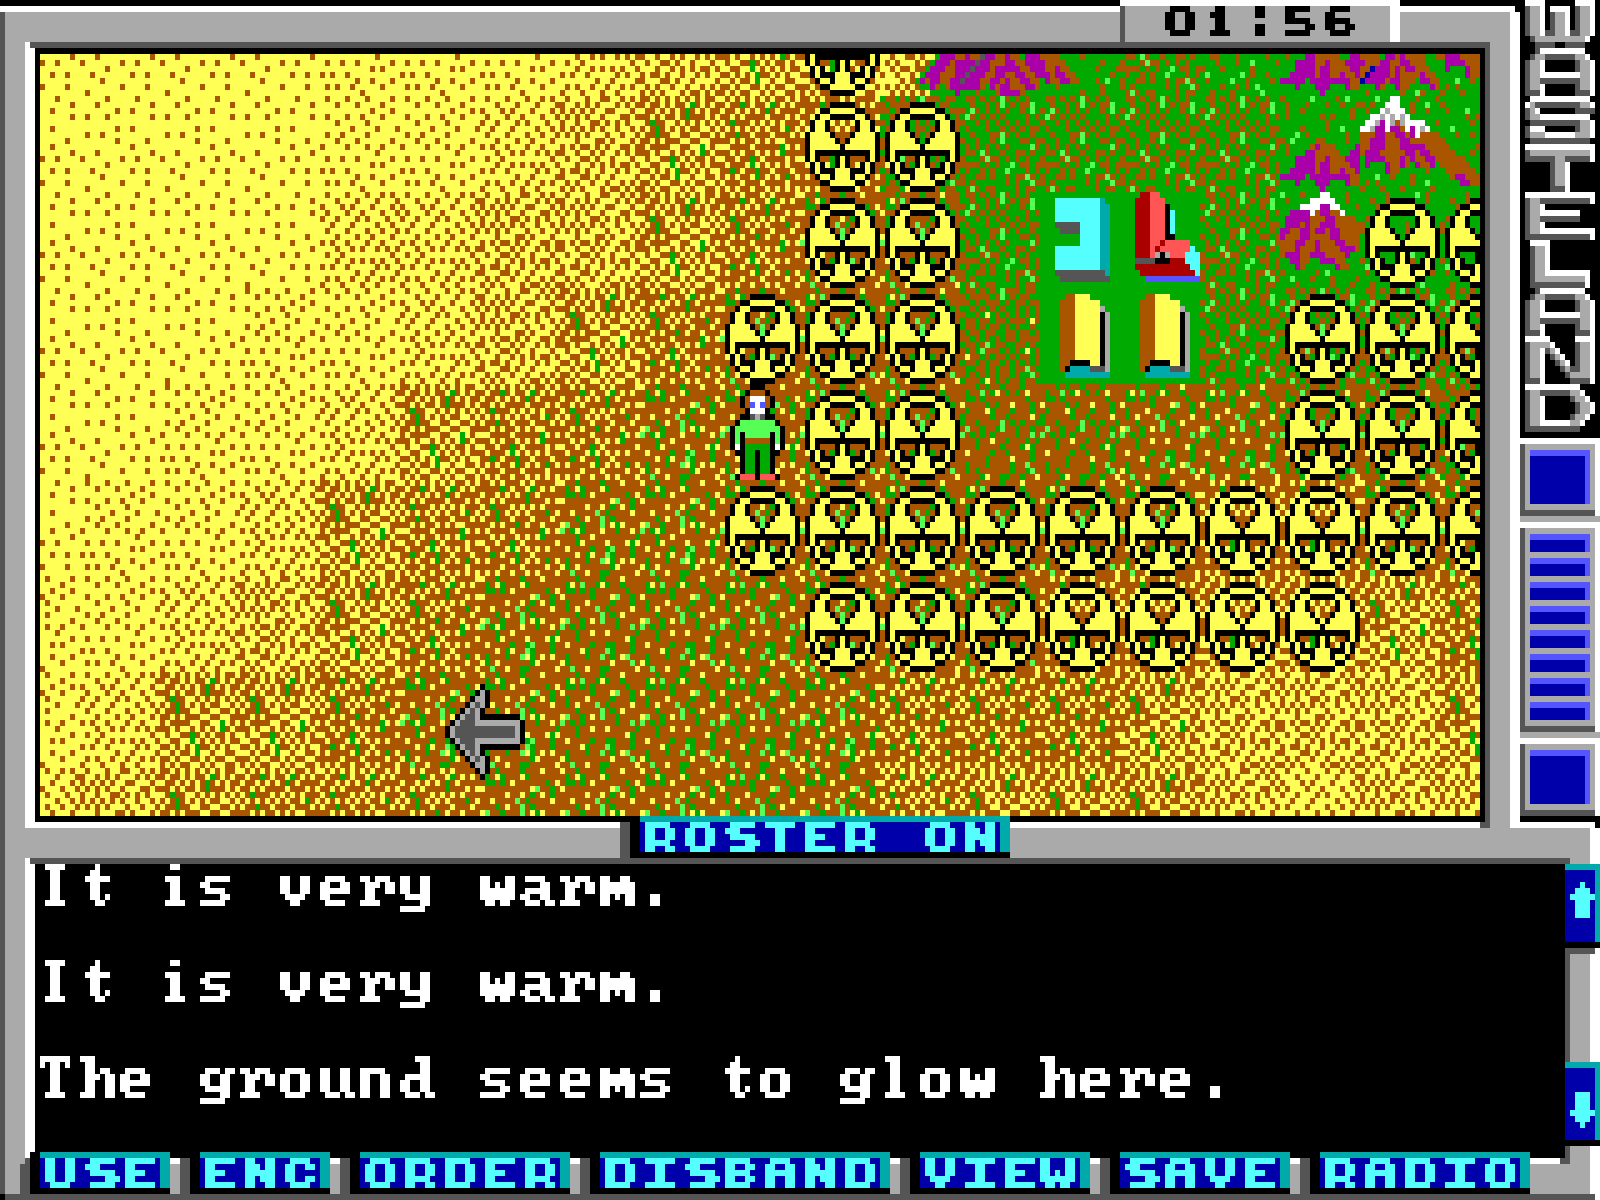 01:56
WASTELAND
ROSTER ON
It is very warm.
It is very warm.
The ground seems to glow here.
USE ENC ORDER DISBAND VIEW SAVE RADIO